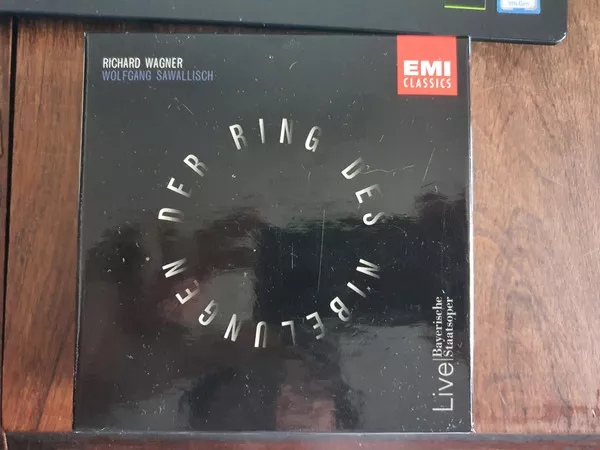 RICHARD WAGNER
WOLFGANG SAWALLISCH
EMI
CLASSICS
DER RING DES NIBELUNGEN
Live
Bayerische
Staatsoper